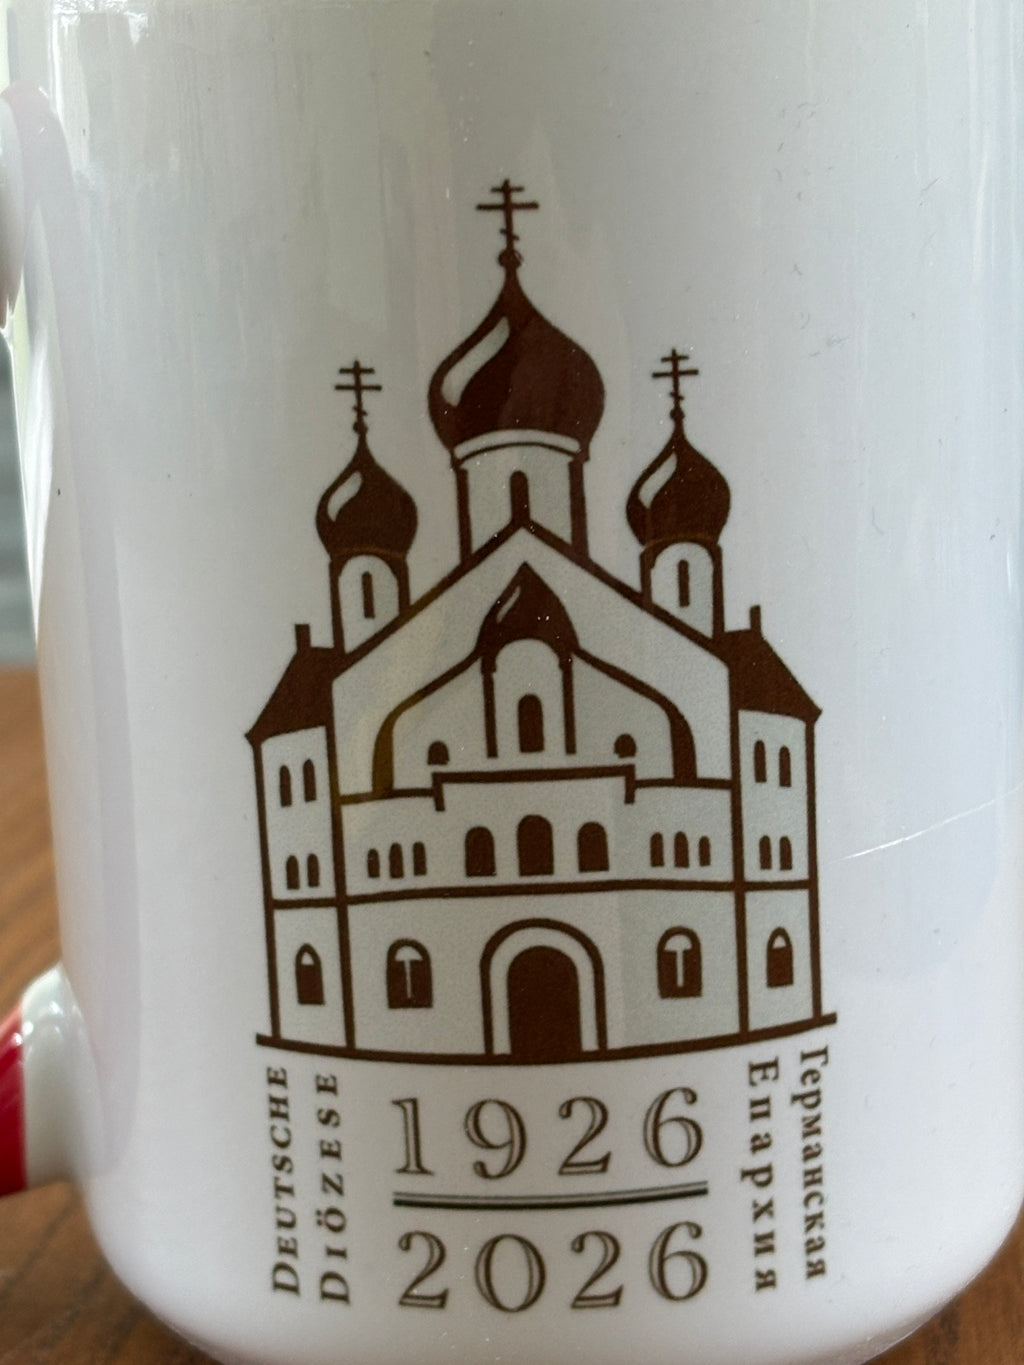 DEUTSCHE
DIÖZESE
1926
2026
Германская
Епархия